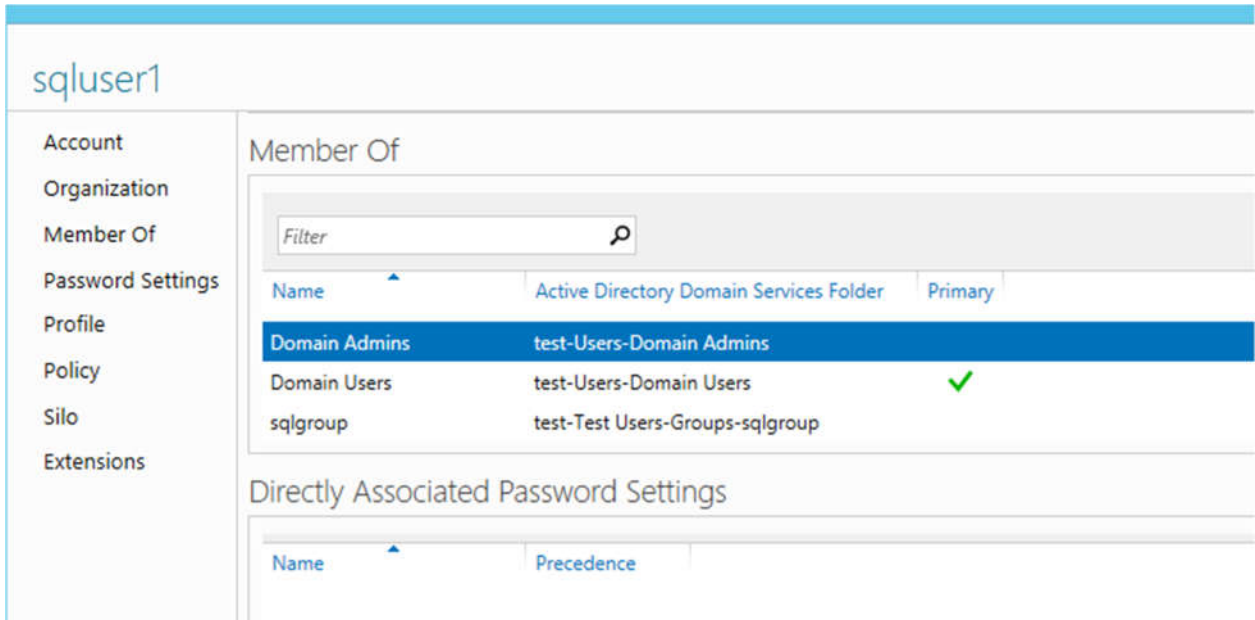 sqluser1
Account
Organization
Member Of
Password Settings
Profile
Policy
Silo
Extensions
Member Of
Filter
Name Active Directory Domain Services Folder Primary
Domain Admins test-Users-Domain Admins
Domain Users test-Users-Domain Users
sqlgroup test-Test Users-Groups-sqlgroup
Directly Associated Password Settings
Name Precedence